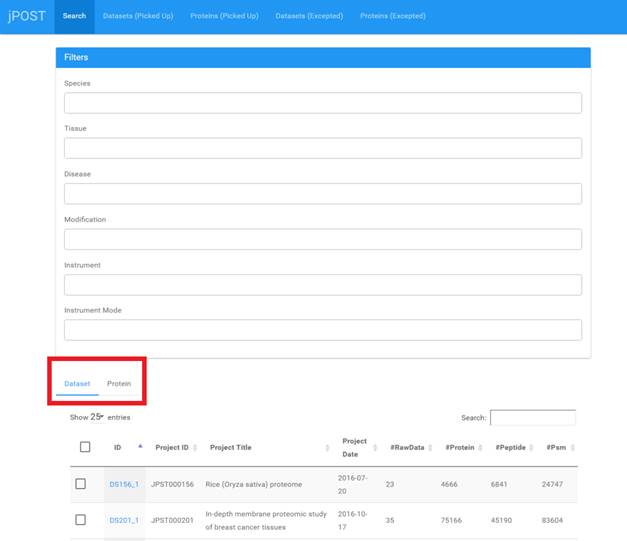 jPOST Search Datasets (Picked Up) Proteins (Picked Up) Datasets (Excepted) Proteins (Excepted)
Filters
Species
Tissue
Disease
Modification
Instrument
Instrument Mode
Dataset Protein
Show 25 entries Search:
ID Project ID Project Title Project Date #RawData #Protein #Peptide #Psm
DS156_1 JPST000156 Rice (Oryza sativa) proteome 2016-07-20 23 4666 6841 24747
DS201_1 JPST000201 In-depth membrane proteomic study of breast cancer tissues 2016-10-17 35 75166 45190 83604